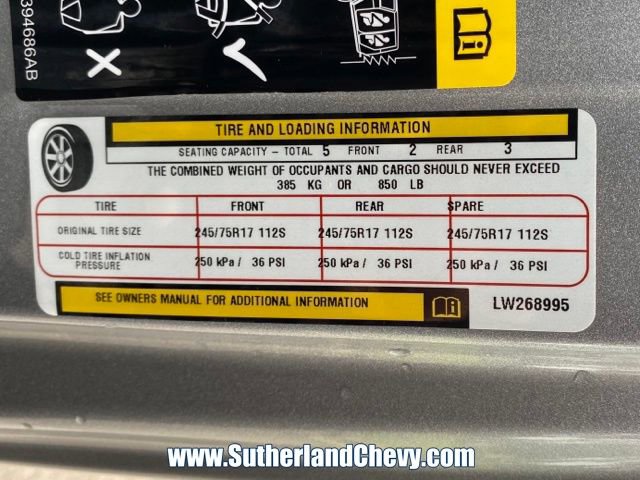 394686AB
TIRE AND LOADING INFORMATION
SEATING CAPACITY – TOTAL 5 FRONT 2 REAR 3
THE COMBINED WEIGHT OF OCCUPANTS AND CARGO SHOULD NEVER EXCEED
385 KG OR 850 LB
TIRE FRONT REAR SPARE
ORIGINAL TIRE SIZE 245/75R17 112S 245/75R17 112S 245/75R17 112S
COLD TIRE INFLATION
PRESSURE 250 kPa / 36 PSI 250 kPa / 36 PSI 250 kPa / 36 PSI
SEE OWNERS MANUAL FOR ADDITIONAL INFORMATION
LW268995
www.SutherlandChevy.com